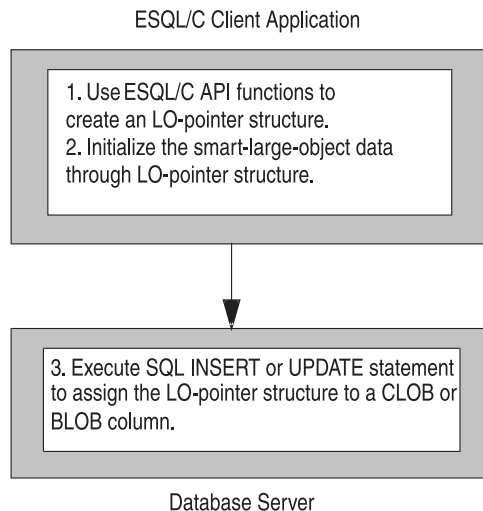 ESQL/C Client Application
1. Use ESQL/C API functions to
create an LO-pointer structure.
2. Initialize the smart-large-object data
through LO-pointer structure.
3. Execute SQL INSERT or UPDATE statement
to assign the LO-pointer structure to a CLOB or
BLOB column.
Database Server